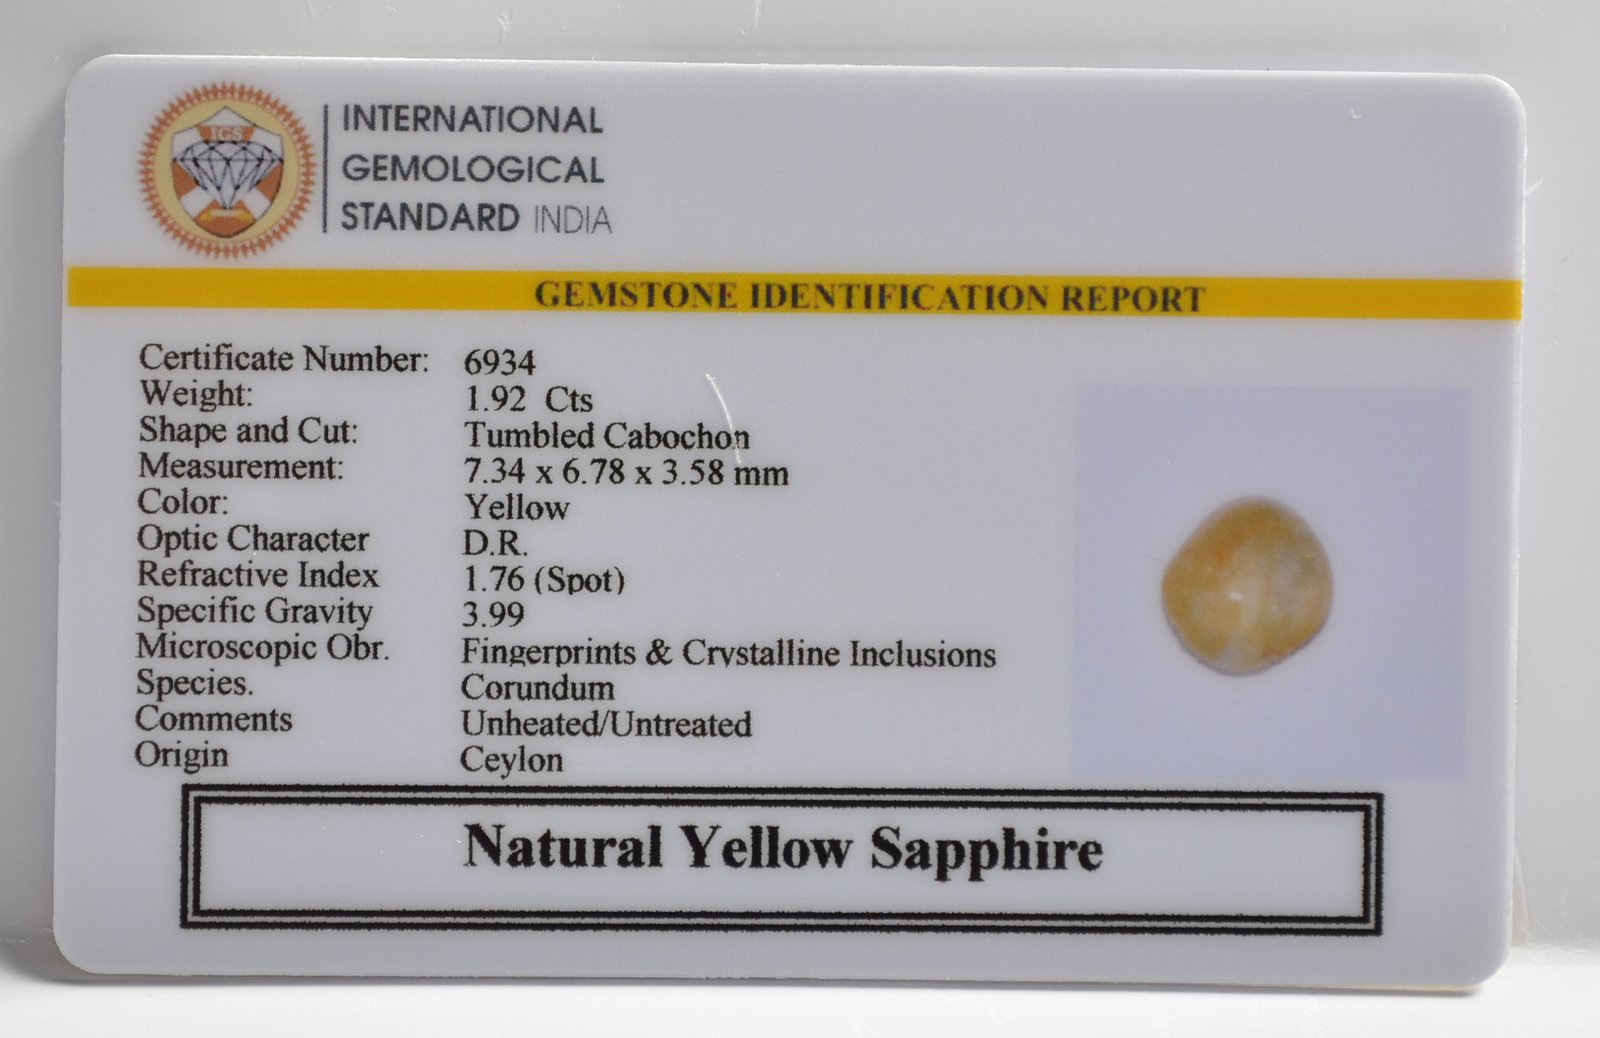 IGS
INTERNATIONAL
GEMOLOGICAL
STANDARD INDIA
GEMSTONE IDENTIFICATION REPORT
Certificate Number: 6934
Weight: 1.92 Cts
Shape and Cut: Tumbled Cabochon
Measurement: 7.34 x 6.78 x 3.58 mm
Color: Yellow
Optic Character D.R.
Refractive Index 1.76 (Spot)
Specific Gravity 3.99
Microscopic Obr. Fingerprints & Crystalline Inclusions
Species. Corundum
Comments Unheated/Untreated
Origin Ceylon
Natural Yellow Sapphire